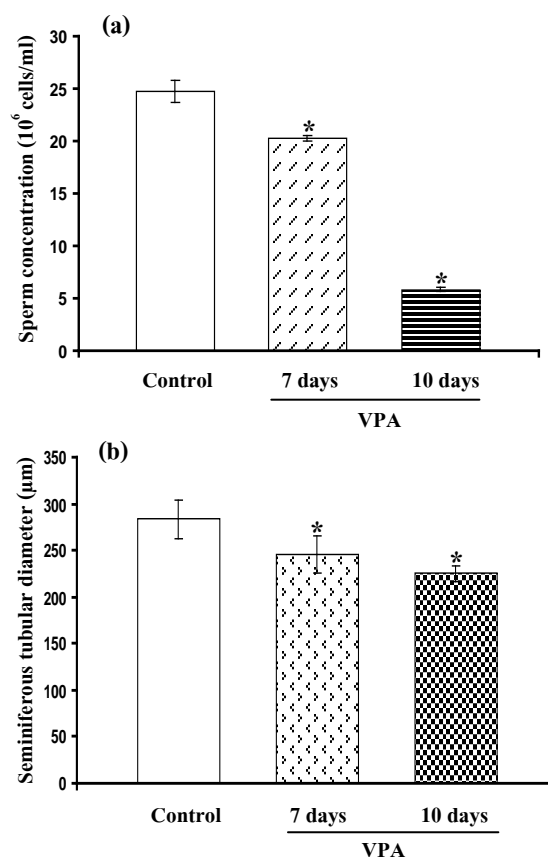 (a)
Sperm concentration (10⁶ cells/ml)
30
25
20
15
10
5
0
*
*
Control 7 days 10 days
VPA
(b)
Seminiferous tubular diameter (µm)
350
300
250
200
150
100
50
0
*
*
Control 7 days 10 days
VPA